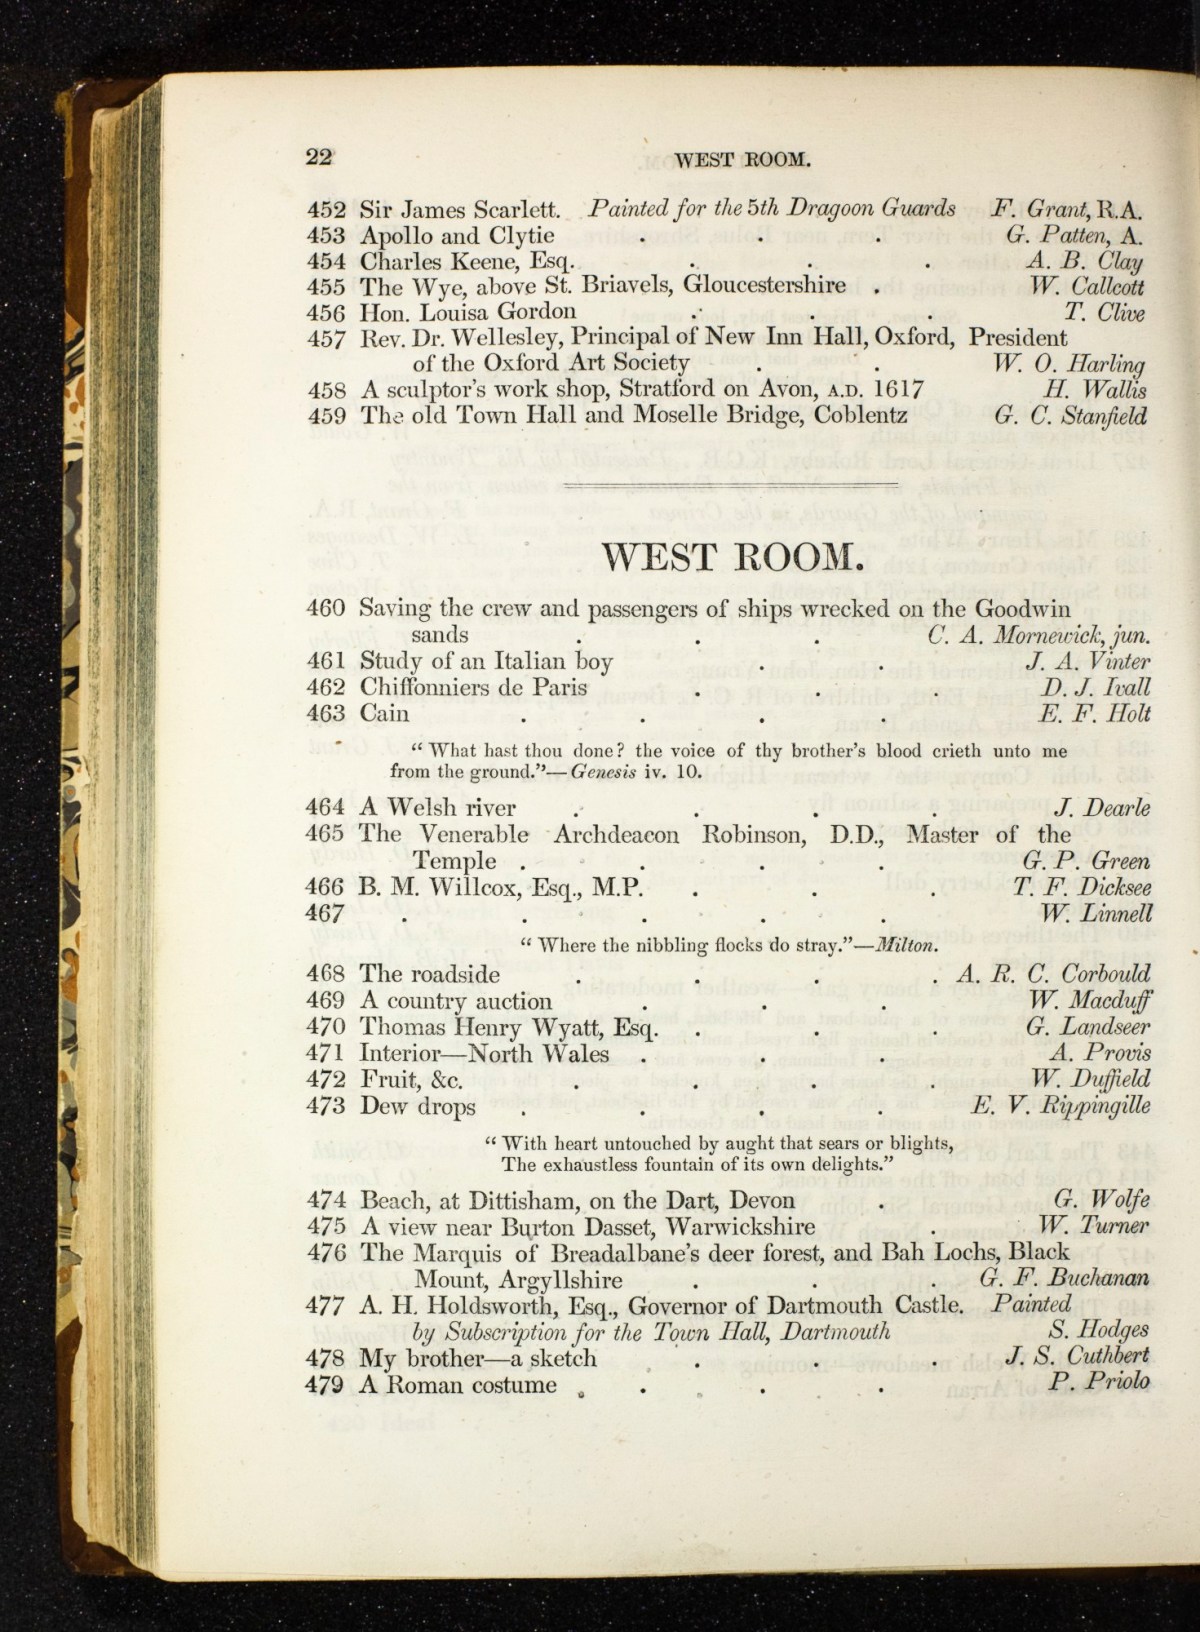 22 WEST ROOM.
452 Sir James Scarlett. Painted for the 5th Dragoon Guards F. Grant, R.A.
453 Apollo and Clytie . . . G. Patten, A.
454 Charles Keene, Esq. . . . A. B. Clay
455 The Wye, above St. Briavels, Gloucestershire . W. Callcott
456 Hon. Louisa Gordon . . . T. Clive
457 Rev. Dr. Wellesley, Principal of New Inn Hall, Oxford, President
of the Oxford Art Society . . W. O. Harling
458 A sculptor's work shop, Stratford on Avon, A.D. 1617 H. Wallis
459 The old Town Hall and Moselle Bridge, Coblentz G. C. Stanfield
WEST ROOM.
460 Saving the crew and passengers of ships wrecked on the Goodwin
sands . . . C. A. Mornewick, jun.
461 Study of an Italian boy . . J. A. Vinter
462 Chiffonniers de Paris . . . D. J. Ivall
463 Cain . . . . E. F. Holt
"What hast thou done? the voice of thy brother's blood crieth unto me
from the ground."—Genesis iv. 10.
464 A Welsh river . . . . J. Dearle
465 The Venerable Archdeacon Robinson, D.D., Master of the
Temple . . . . G. P. Green
466 B. M. Willcox, Esq., M.P. . . . T. F. Dicksee
467 . . . . . W. Linnell
"Where the nibbling flocks do stray."—Milton.
468 The roadside . . . . A. R. C. Corbould
469 A country auction . . . W. Macduff
470 Thomas Henry Wyatt, Esq. . . . G. Landseer
471 Interior—North Wales . . . A. Provis
472 Fruit, &c. . . . . W. Duffield
473 Dew drops . . . . E. V. Rippingille
"With heart untouched by aught that sears or blights,
The exhaustless fountain of its own delights."
474 Beach, at Dittisham, on the Dart, Devon . G. Wolfe
475 A view near Burton Dasset, Warwickshire . W. Turner
476 The Marquis of Breadalbane's deer forest, and Bah Lochs, Black
Mount, Argyllshire . . . G. F. Buchanan
477 A. H. Holdsworth, Esq., Governor of Dartmouth Castle. Painted
by Subscription for the Town Hall, Dartmouth S. Hodges
478 My brother—a sketch . . . J. S. Cuthbert
479 A Roman costume . . . . P. Priolo